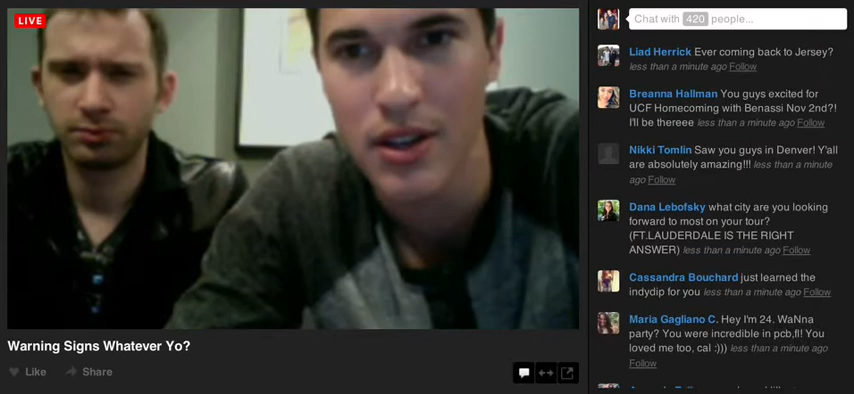 LIVE
Warning Signs Whatever Yo?
Like
Share
Chat with 420 people...
Liad Herrick Ever coming back to Jersey?
less than a minute ago Follow
Breanna Hallman You guys excited for
UCF Homecoming with Benassi Nov 2nd?!
I'll be thereee less than a minute ago Follow
Nikki Tomlin Saw you guys in Denver! Y'all
are absolutely amazing!!! less than a minute
ago Follow
Dana Lebofsky what city are you looking
forward to most on your tour?
(FT.LAUDERDALE IS THE RIGHT
ANSWER) less than a minute ago Follow
Cassandra Bouchard just learned the
indydip for you less than a minute ago Follow
Maria Gagliano C. Hey I'm 24. WaNna
party? You were incredible in pcb,fl! You
loved me too, cal :))) less than a minute ago
Follow